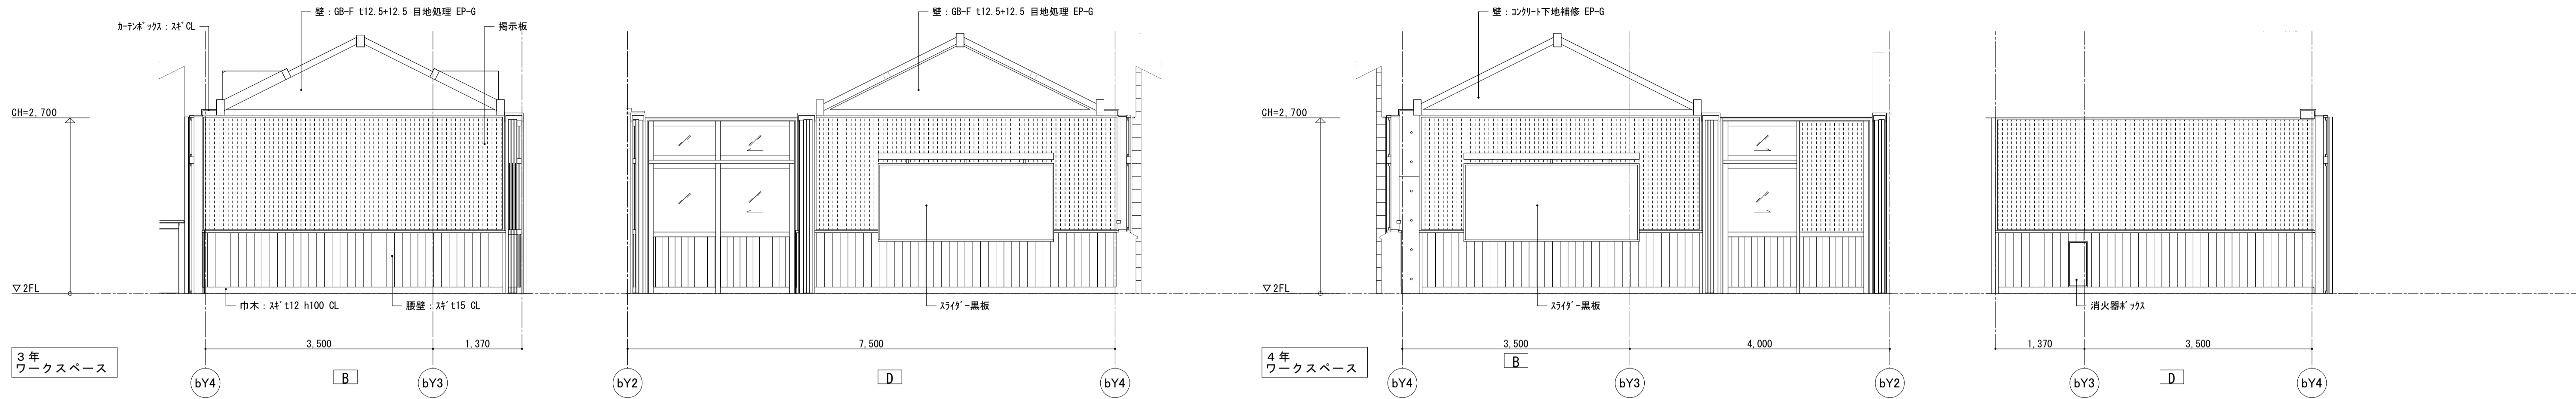 壁：GB-F t12.5+12.5 目地処理 EP-G
ｶｰﾃﾝﾎﾞｯｸｽ：ｽｷﾞCL
掲示板
CH=2,700
▽2FL
巾木：ｽｷﾞt12 h100 CL
腰壁：ｽｷﾞt15 CL
3,500
1,370
３年
ワークスペース
bY4
B
bY3
壁：GB-F t12.5+12.5 目地処理 EP-G
ｽﾗｲﾀﾞｰ黒板
7,500
bY2
D
bY4
壁：ｺﾝｸﾘｰﾄ下地補修 EP-G
CH=2,700
▽2FL
ｽﾗｲﾀﾞｰ黒板
3,500
4,000
４年
ワークスペース
bY4
B
bY3
bY2
消火器ﾎﾞｯｸｽ
1,370
3,500
bY3
D
bY4